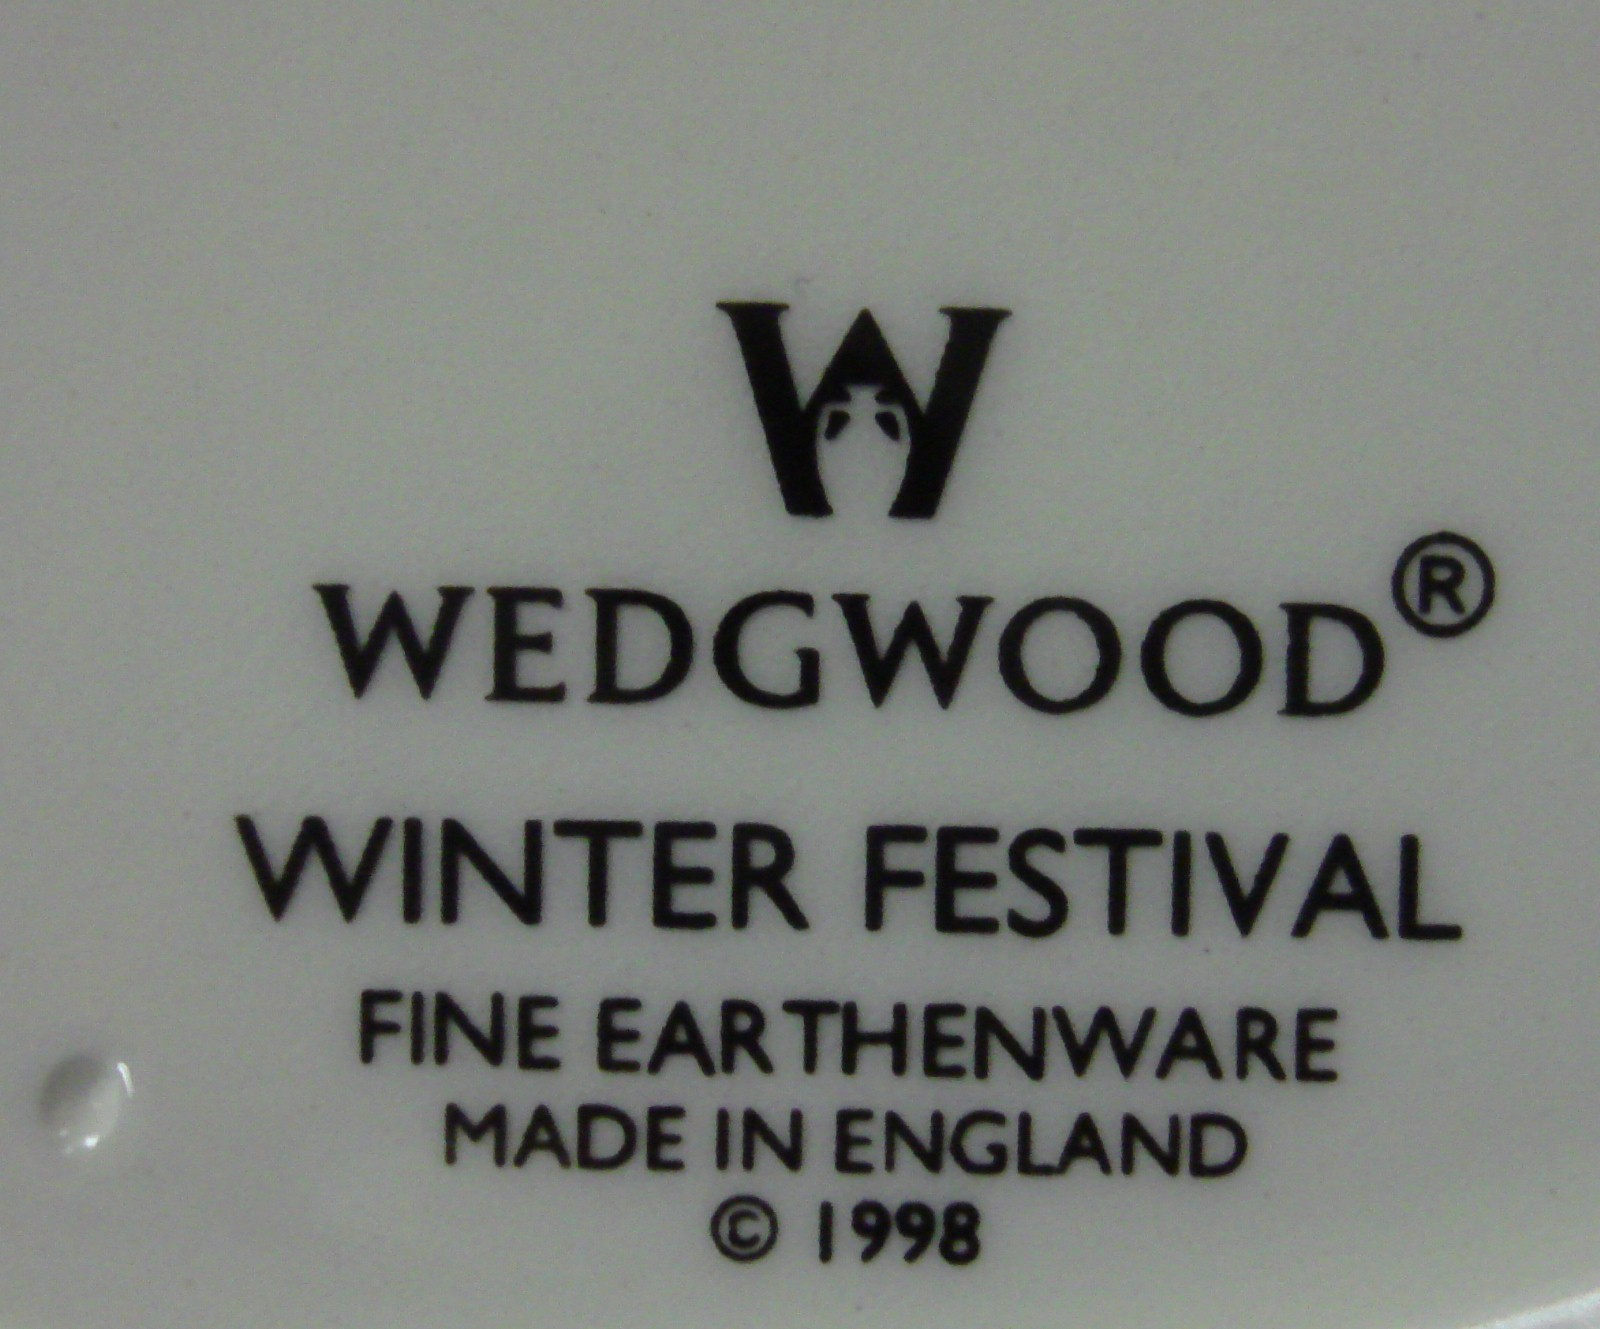 W
WEDGWOOD®
WINTER FESTIVAL
FINE EARTHENWARE
MADE IN ENGLAND
© 1998